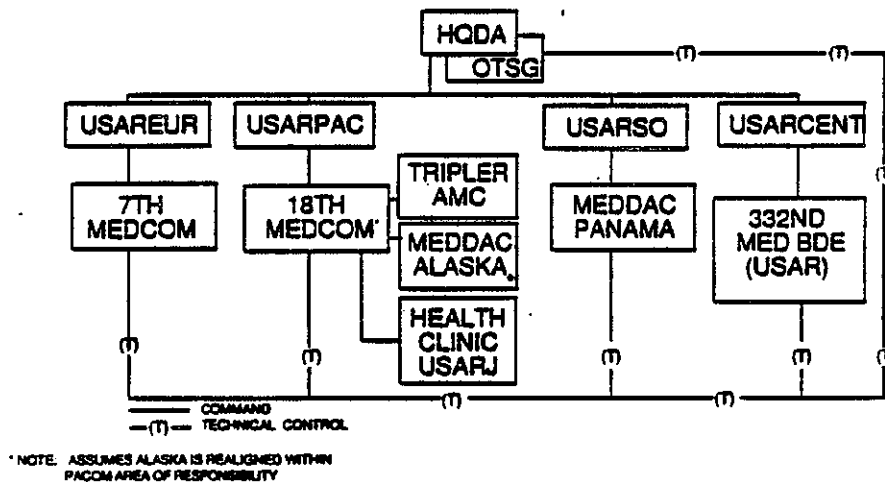 HQDA
OTSG
(T)
(T)
USAREUR
USARPAC
USARSO
USARCENT
(T)
7TH
MEDCOM
18TH
MEDCOM*
TRIPLER
AMC
MEDDAC
ALASKA*
HEALTH
CLINIC
USARJ
MEDDAC
PANAMA
332ND
MED BDE
(USAR)
(T)
(T)
(T)
(T)
(T)
(T)
(T)
COMMAND
(T) TECHNICAL CONTROL
* NOTE: ASSUMES ALASKA IS REALIGNED WITHIN
PACOM AREA OF RESPONSIBILITY